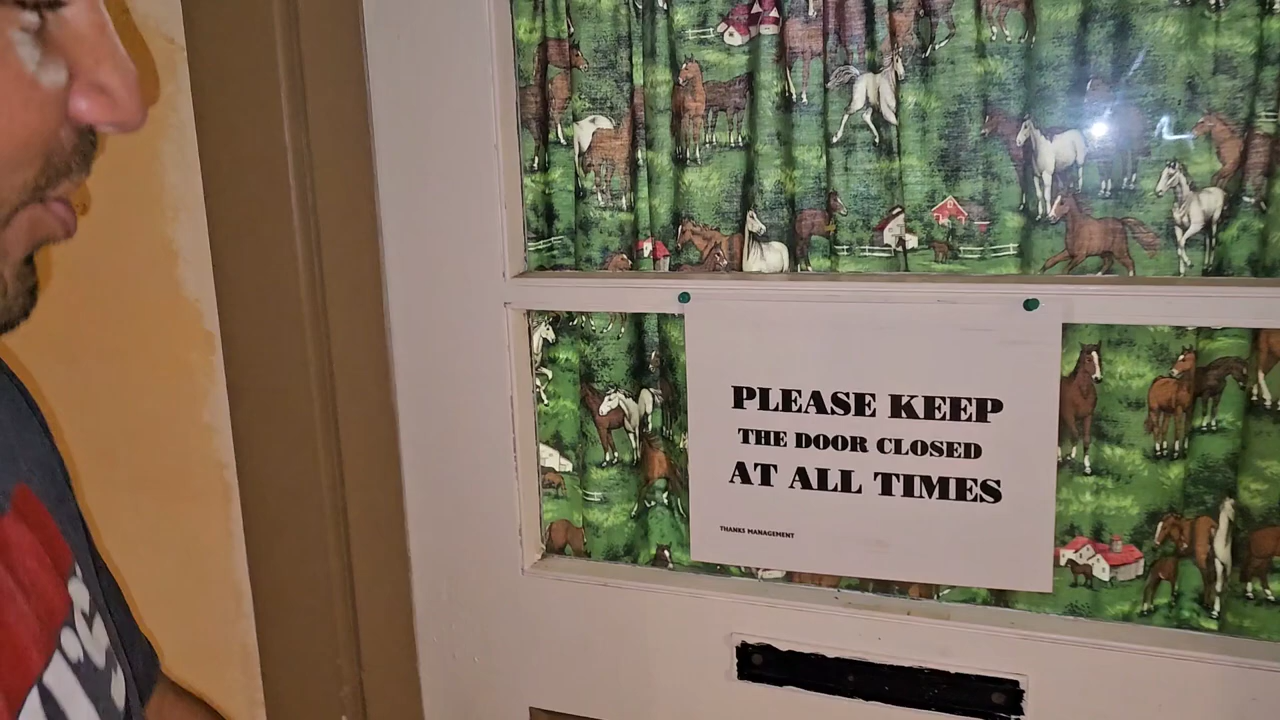 PLEASE KEEP
THE DOOR CLOSED
AT ALL TIMES
THANKS MANAGEMENT